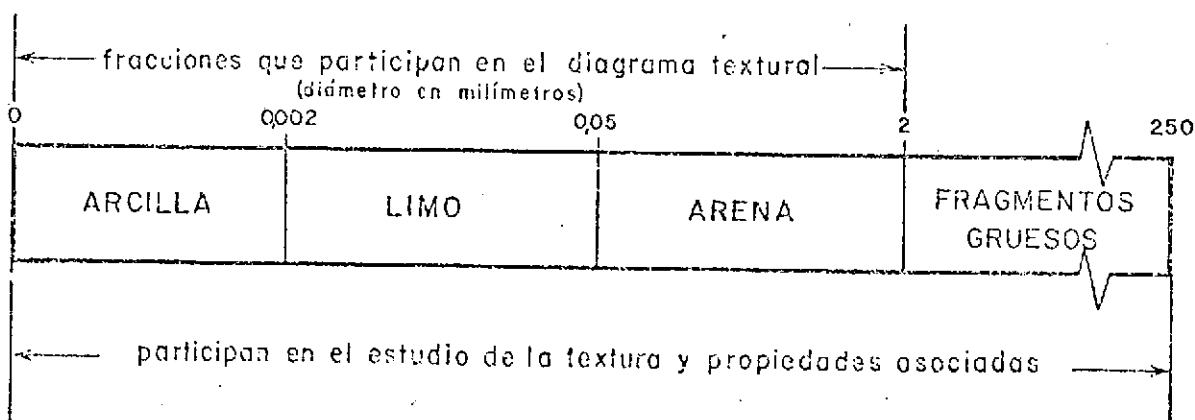 fracciones que participan en el diagrama textural
(diámetro en milímetros)
0 0,002 0,05 2 250
ARCILLA LIMO ARENA FRAGMENTOS
GRUESOS
participan en el estudio de la textura y propiedades asociadas